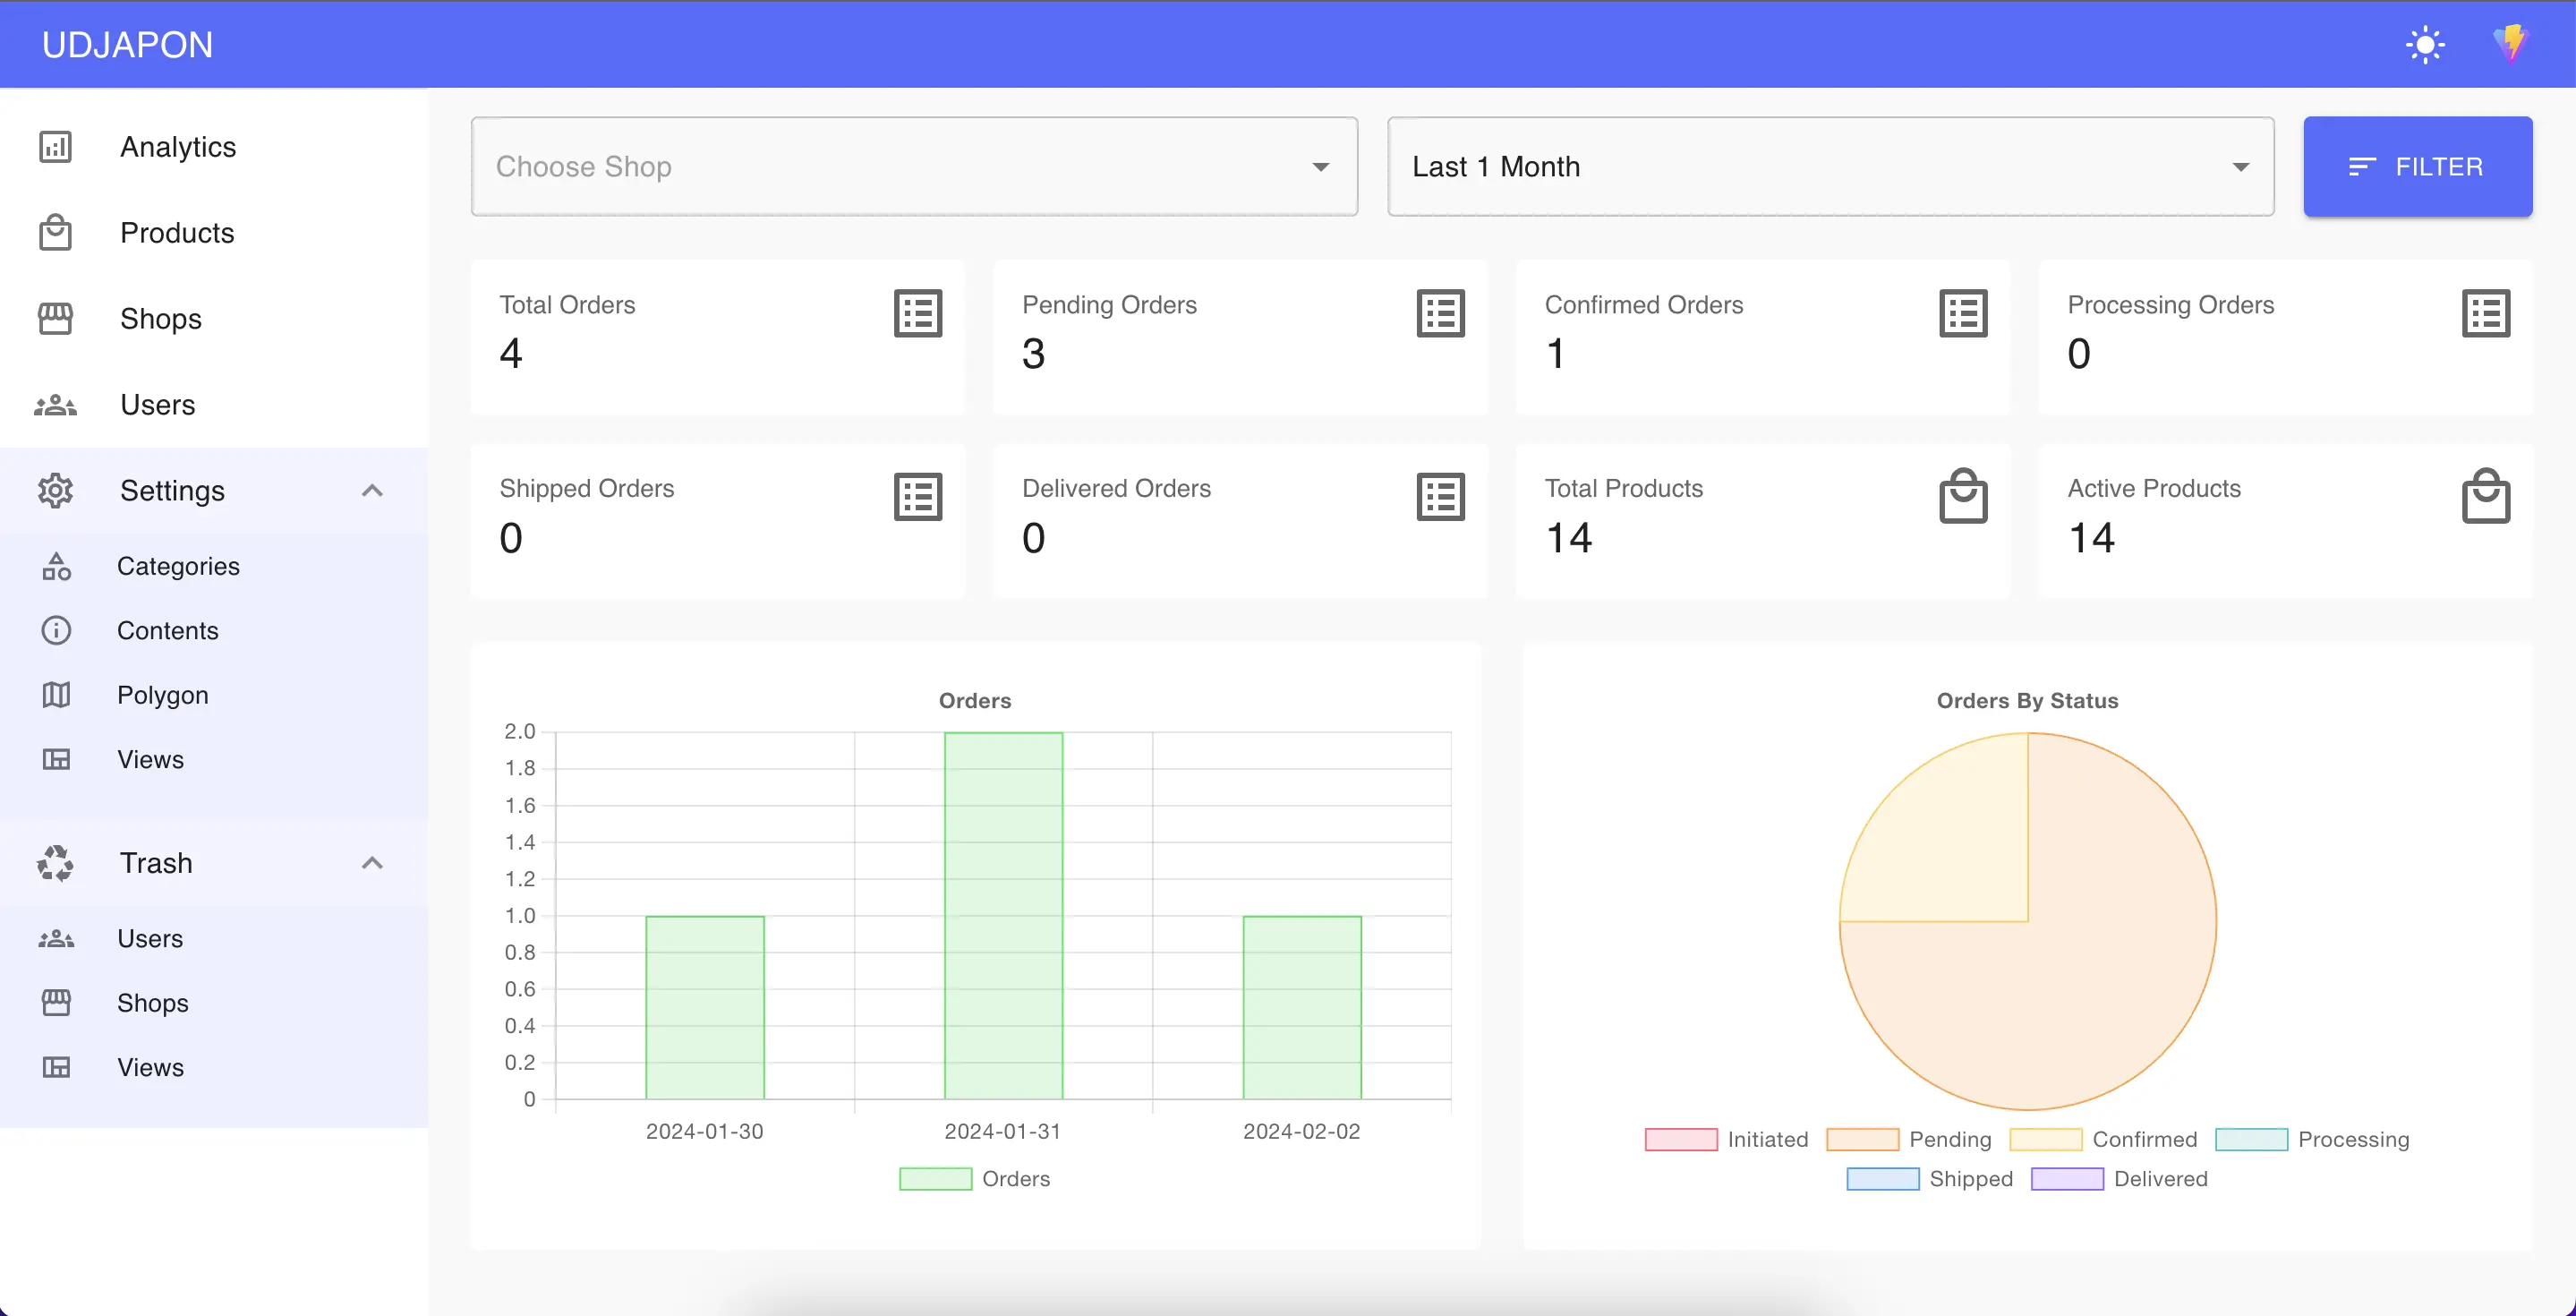 UDJAPON
Analytics
Products
Shops
Users
Settings
Categories
Contents
Polygon
Views
Trash
Users
Shops
Views
Choose Shop
Last 1 Month
FILTER
Total Orders
4
Pending Orders
3
Confirmed Orders
1
Processing Orders
0
Shipped Orders
0
Delivered Orders
0
Total Products
14
Active Products
14
Orders
2.0
1.8
1.6
1.4
1.2
1.0
0.8
0.6
0.4
0.2
0
2024-01-30 2024-01-31 2024-02-02
Orders
Orders By Status
Initiated Pending Confirmed Processing
Shipped Delivered